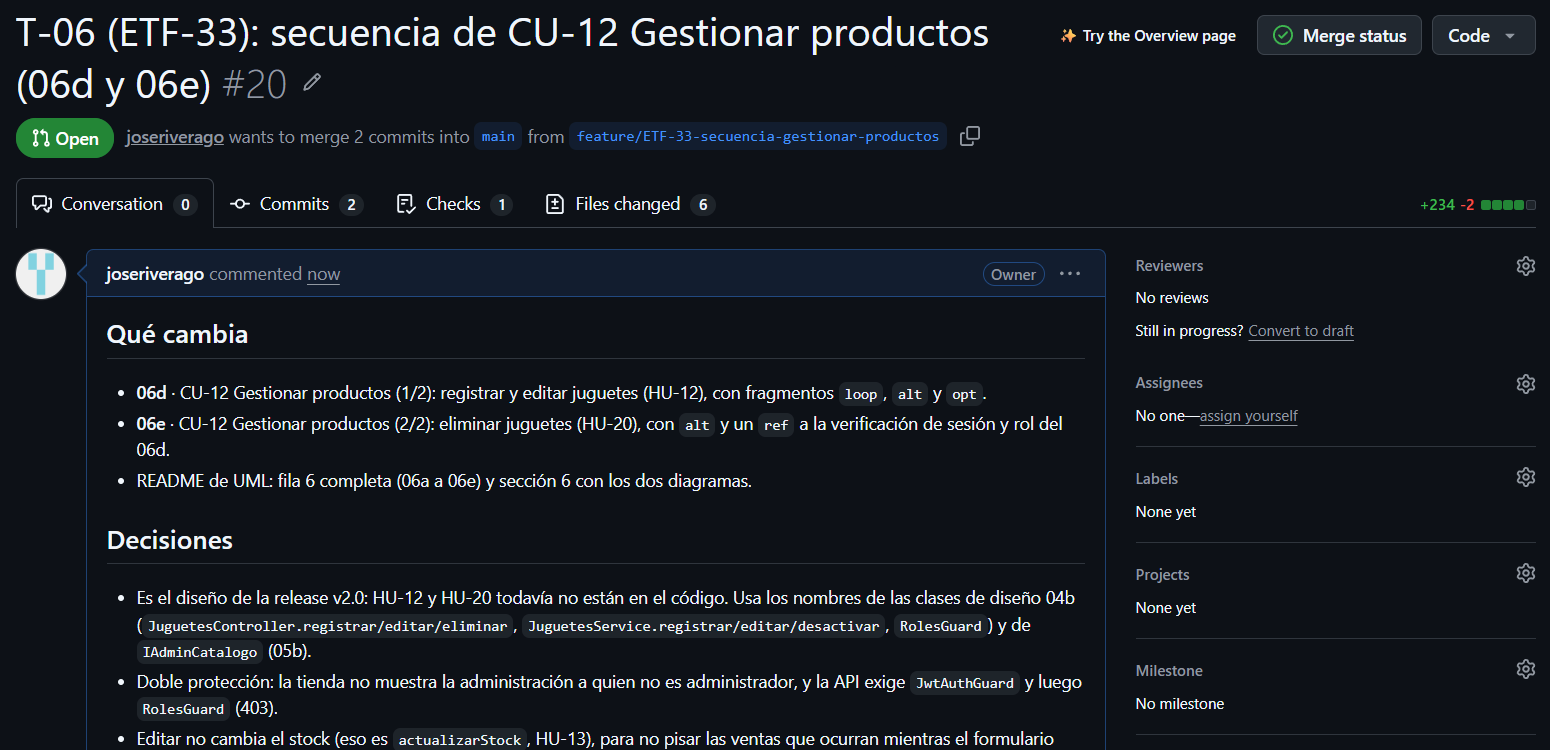 T-06 (ETF-33): secuencia de CU-12 Gestionar productos
(06d y 06e) #20
Try the Overview page
Merge status
Code
Open
joseriverago wants to merge 2 commits into main from feature/ETF-33-secuencia-gestionar-productos
Conversation 0
Commits 2
Checks 1
Files changed 6
+234 -2
joseriverago commented now
Owner
Qué cambia
• 06d · CU-12 Gestionar productos (1/2): registrar y editar juguetes (HU-12), con fragmentos loop, alt y opt.
• 06e · CU-12 Gestionar productos (2/2): eliminar juguetes (HU-20), con alt y un ref a la verificación de sesión y rol del
06d.
• README de UML: fila 6 completa (06a a 06e) y sección 6 con los dos diagramas.
Decisiones
• Es el diseño de la release v2.0: HU-12 y HU-20 todavía no están en el código. Usa los nombres de las clases de diseño 04b
(JuguetesController.registrar/editar/eliminar, JuguetesService.registrar/editar/desactivar, RolesGuard) y de
IAdminCatalogo (05b).
• Doble protección: la tienda no muestra la administración a quien no es administrador, y la API exige JwtAuthGuard y luego
RolesGuard (403).
• Editar no cambia el stock (eso es actualizarStock, HU-13), para no pisar las ventas que ocurran mientras el formulario
Reviewers
No reviews
Still in progress? Convert to draft
Assignees
No one—assign yourself
Labels
None yet
Projects
None yet
Milestone
No milestone